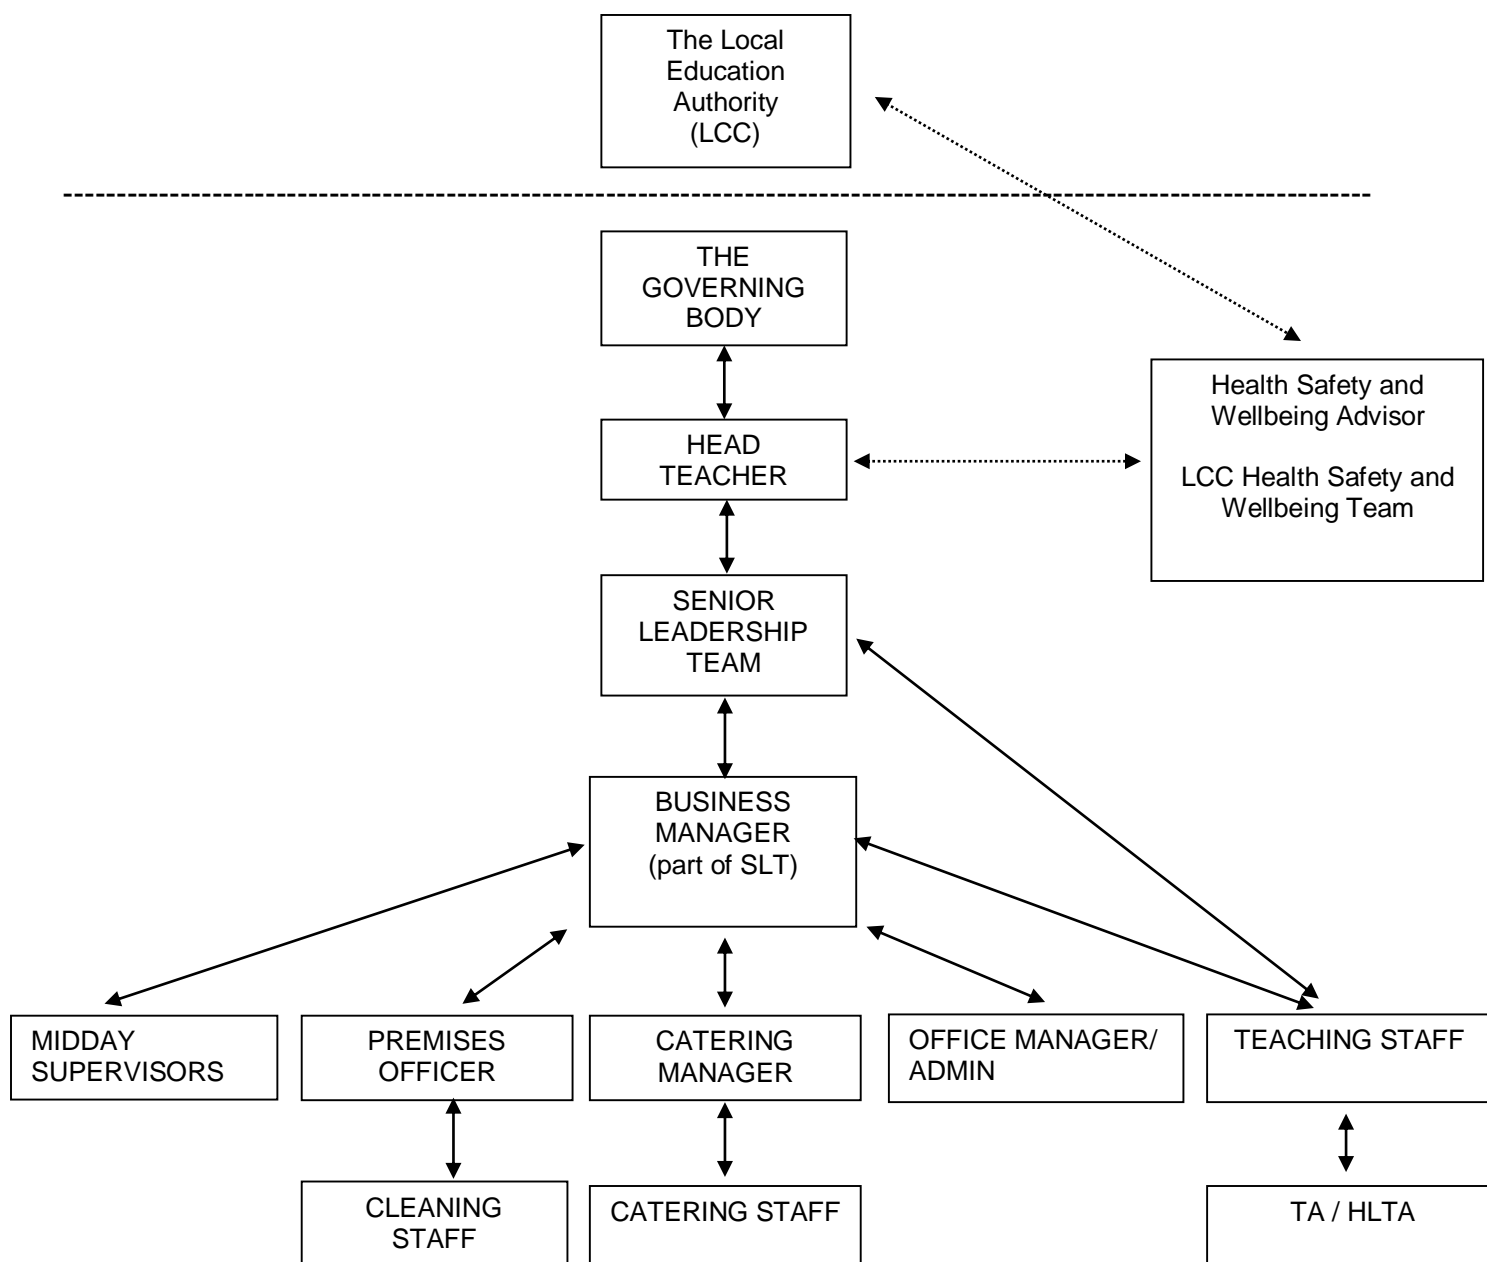 The Local
Education
Authority
(LCC)
THE
GOVERNING
BODY
HEAD
TEACHER
Health Safety and
Wellbeing Advisor
LCC Health Safety and
Wellbeing Team
SENIOR
LEADERSHIP
TEAM
BUSINESS
MANAGER
(part of SLT)
MIDDAY
SUPERVISORS
PREMISES
OFFICER
CATERING
MANAGER
OFFICE MANAGER/
ADMIN
TEACHING STAFF
CLEANING
STAFF
CATERING STAFF
TA / HLTA